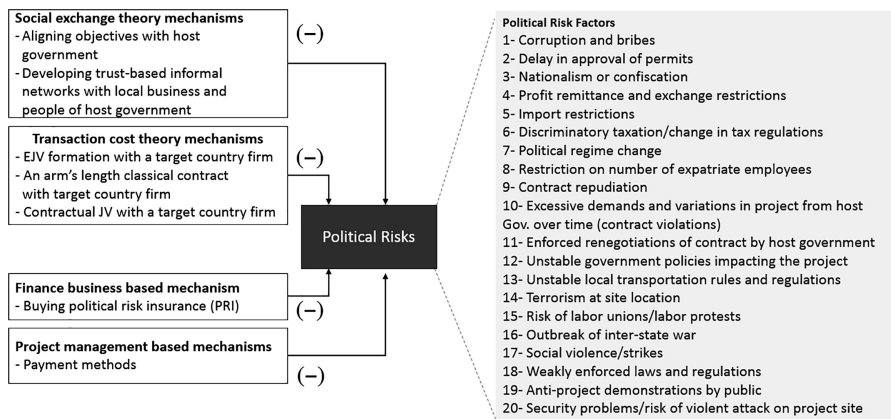 Social exchange theory mechanisms
- Aligning objectives with host
government
- Developing trust-based informal
networks with local business and
people of host government
(–)
Transaction cost theory mechanisms
- EJV formation with a target country firm
- An arm's length classical contract
with target country firm
- Contractual JV with a target country firm
(–)
Political Risks
Finance business based mechanism
- Buying political risk insurance (PRI)
(–)
Project management based mechanisms
- Payment methods
(–)
Political Risk Factors
1- Corruption and bribes
2- Delay in approval of permits
3- Nationalism or confiscation
4- Profit remittance and exchange restrictions
5- Import restrictions
6- Discriminatory taxation/change in tax regulations
7- Political regime change
8- Restriction on number of expatriate employees
9- Contract repudiation
10- Excessive demands and variations in project from host
Gov. over time (contract violations)
11- Enforced renegotiations of contract by host government
12- Unstable government policies impacting the project
13- Unstable local transportation rules and regulations
14- Terrorism at site location
15- Risk of labor unions/labor protests
16- Outbreak of inter-state war
17- Social violence/strikes
18- Weakly enforced laws and regulations
19- Anti-project demonstrations by public
20- Security problems/risk of violent attack on project site